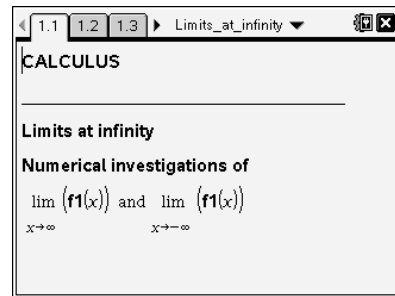 1.1 1.2 1.3 Limits_at_infinity
CALCULUS
Limits at infinity
Numerical investigations of
lim (f1(x)) and lim (f1(x))
x→∞ x→-∞